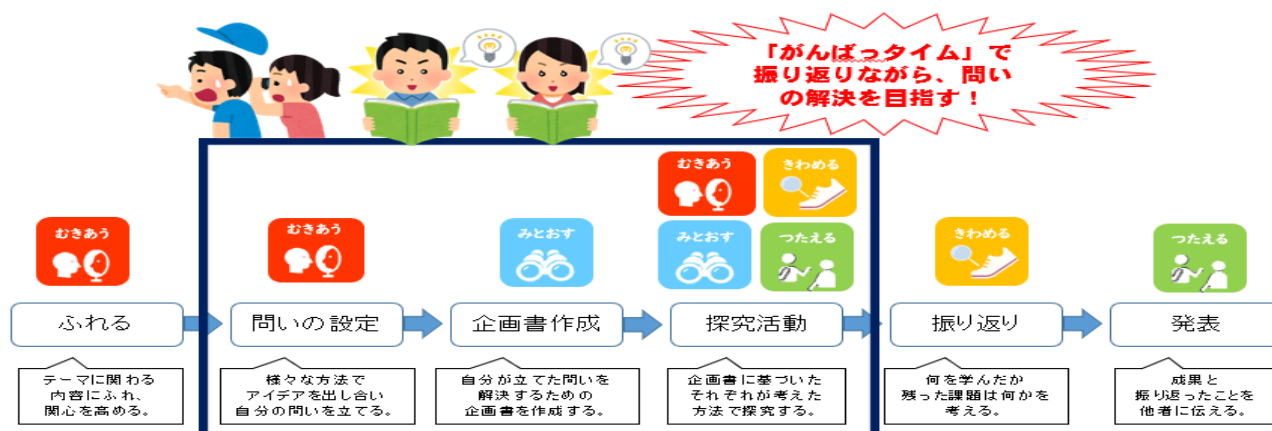 「がんばっタイム」で
振り返りながら、問い
の解決を目指す！
むきあう
きわめる
むきあう
むきあう
みとおす
みとおす
つたえる
きわめる
つたえる
ふれる
問いの設定
企画書作成
探究活動
振り返り
発表
テーマに関わる
内容にふれ、
関心を高める。
様々な方法で
アイデアを出し合い
自分の問いを立てる。
自分が立てた問いを
解決するための
企画書を作成する。
企画書に基づいた
それぞれが考えた
方法で探究する。
何を学んだか
残った課題は何かを
考える。
成果と
振り返ったことを
他者に伝える。